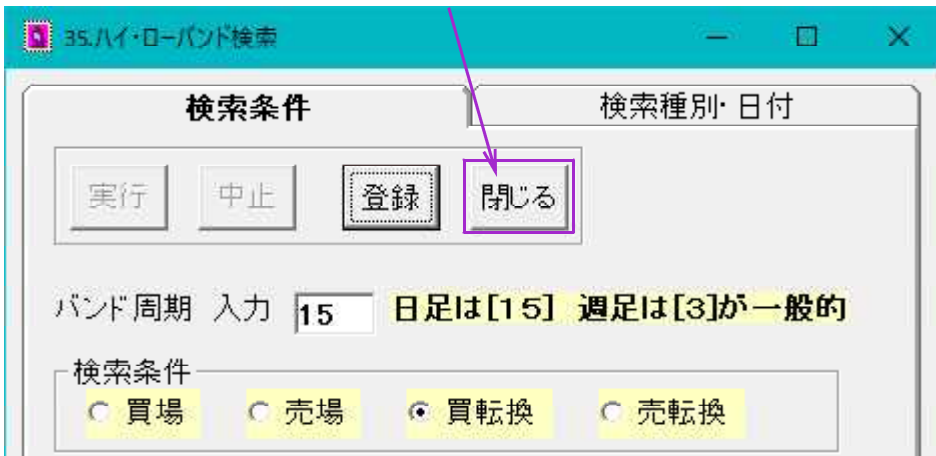 35.ハイ・ローバンド検索
検索条件 検索種別・日付
実行 中止 登録 閉じる
バンド周期 入力 15 日足は[15] 週足は[3]が一般的
検索条件
買場 売場 買転換 売転換